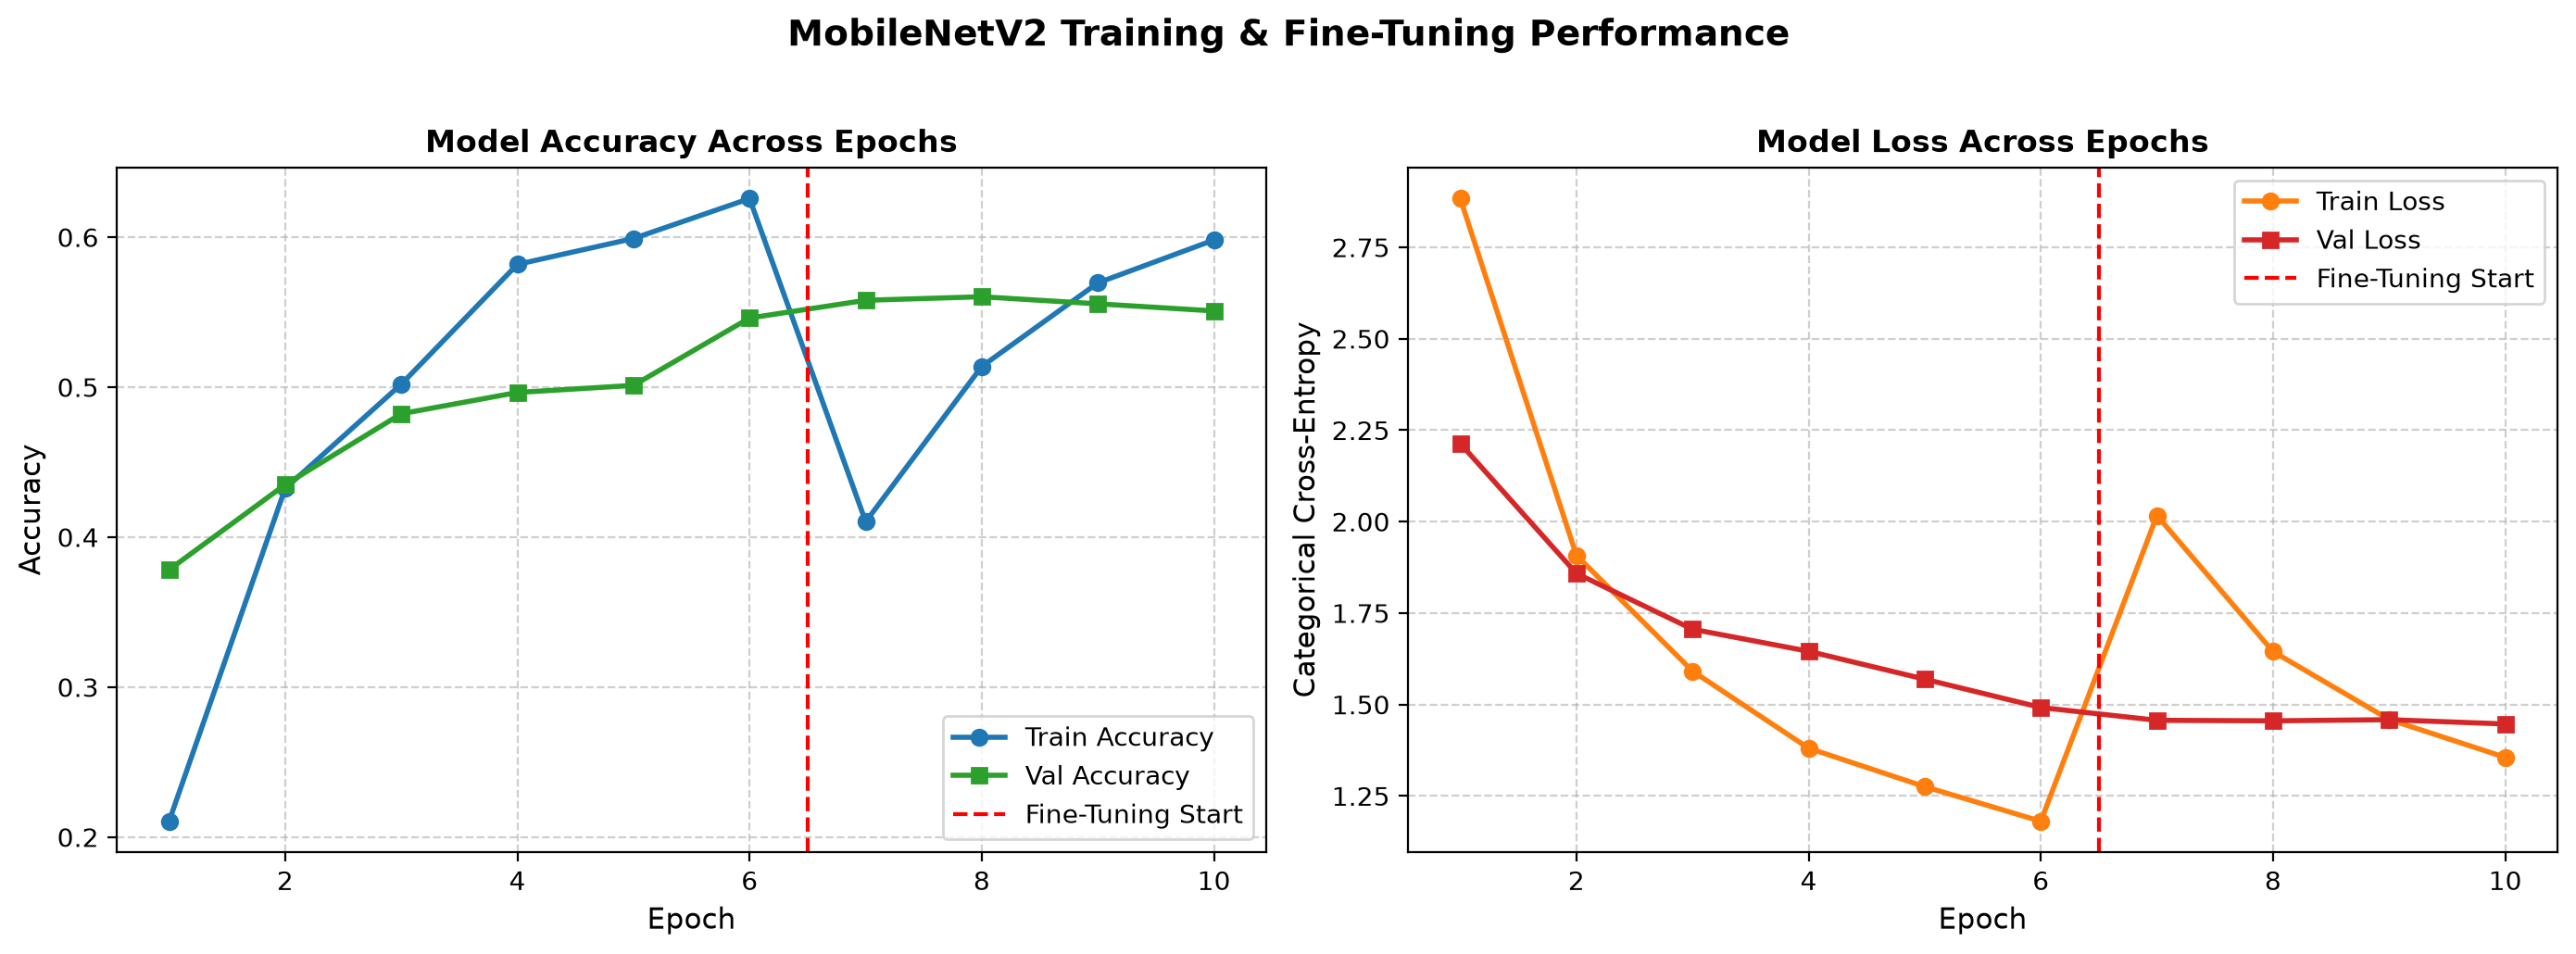 MobileNetV2 Training & Fine-Tuning Performance
Model Accuracy Across Epochs
Accuracy
0.6
0.5
0.4
0.3
0.2
2 4 6 8 10
Epoch
Train Accuracy
Val Accuracy
Fine-Tuning Start
Model Loss Across Epochs
Categorical Cross-Entropy
2.75
2.50
2.25
2.00
1.75
1.50
1.25
2 4 6 8 10
Epoch
Train Loss
Val Loss
Fine-Tuning Start